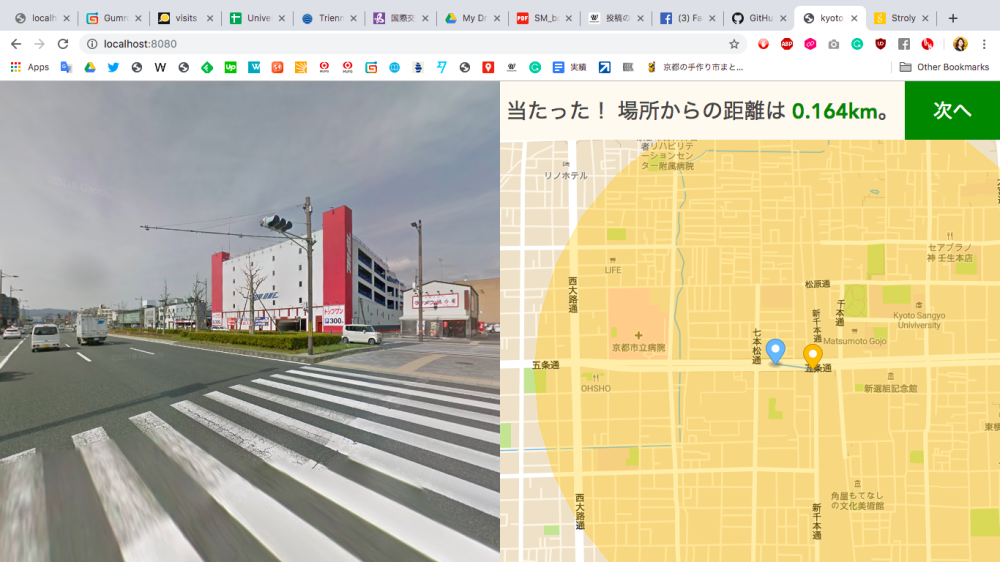 localh
Gumm
visits
Unive
Trienn
国際交
My Dr
SM_bo
投稿の
(3) Fa
GitHu
kyoto
Stroly
localhost:8080
Apps
実績
京都の手作り市まと...
Other Bookmarks
当たった！ 場所からの距離は 0.164km。
次へ
者リハビリテ
ーションセン
ター附属病院
リノホテル
セアブラノ
神 壬生本店
LIFE
西大路通
松原通
千本通
新千本通
Kyoto Sangyo
Univiversity
七本松通
Matsumoto Gojo
京都市立病院
五条通
五条通
OHSHO
新選組記念館
角屋もてなし
の文化美術館
西大路通
新千本通
トップワン
300